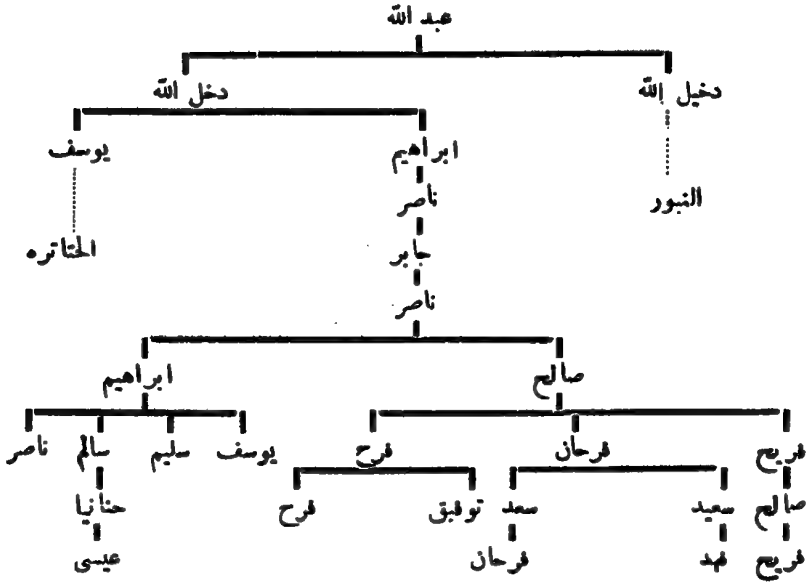 عبد الله
دخيل الله دخل الله
ابراهيم يوسف
النبور ناصر
جابر الحتاتره
ناصر
صالح ابراهيم
فريح فرحان فرح يوسف سليم سالم ناصر
صالح سعيد سعد توفيق فرح حنانيا
فريح فهد فرحان عيسى